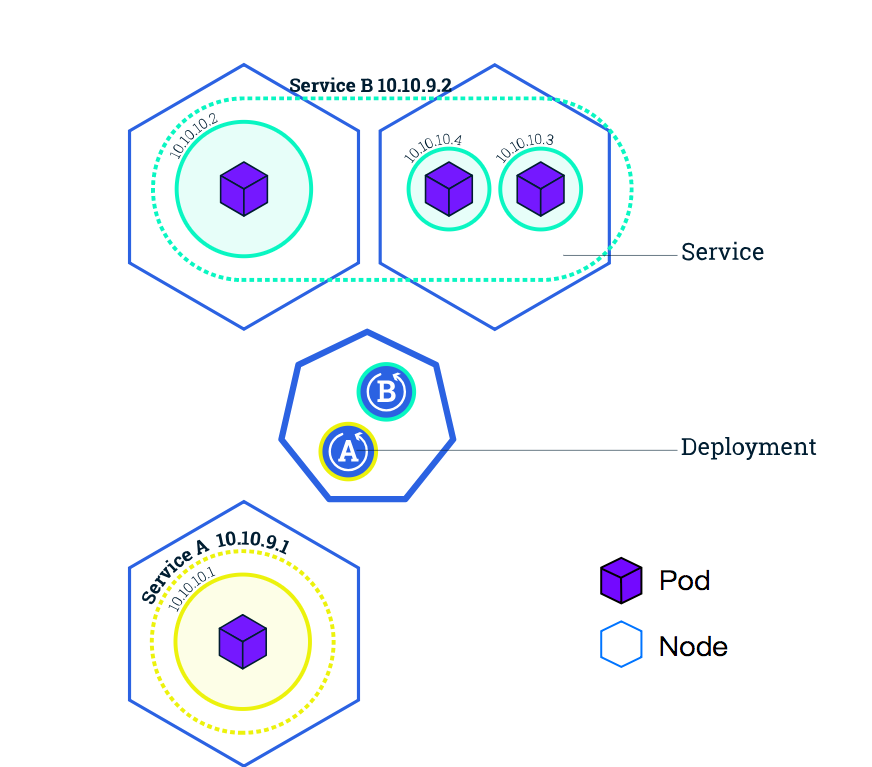 Service B 10.10.9.2
10.10.10.2
10.10.10.4
10.10.10.3
Service
B
A
Deployment
Service A 10.10.9.1
10.10.10.1
Pod
Node